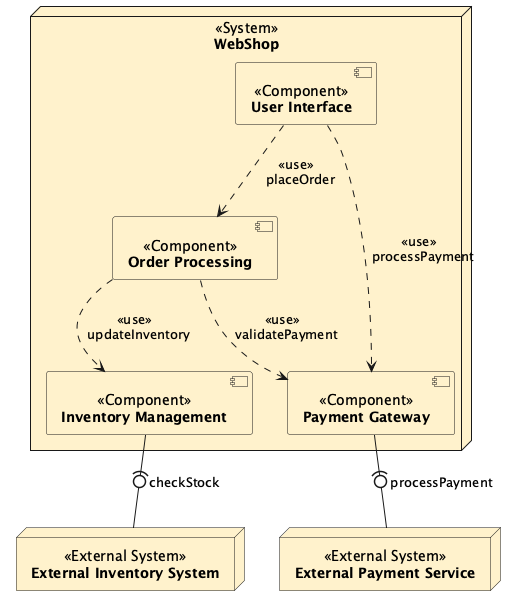 «System»
WebShop
«Component»
User Interface
«use»
placeOrder
«use»
processPayment
«Component»
Order Processing
«use»
updateInventory
«use»
validatePayment
«Component»
Inventory Management
«Component»
Payment Gateway
checkStock
processPayment
«External System»
External Inventory System
«External System»
External Payment Service